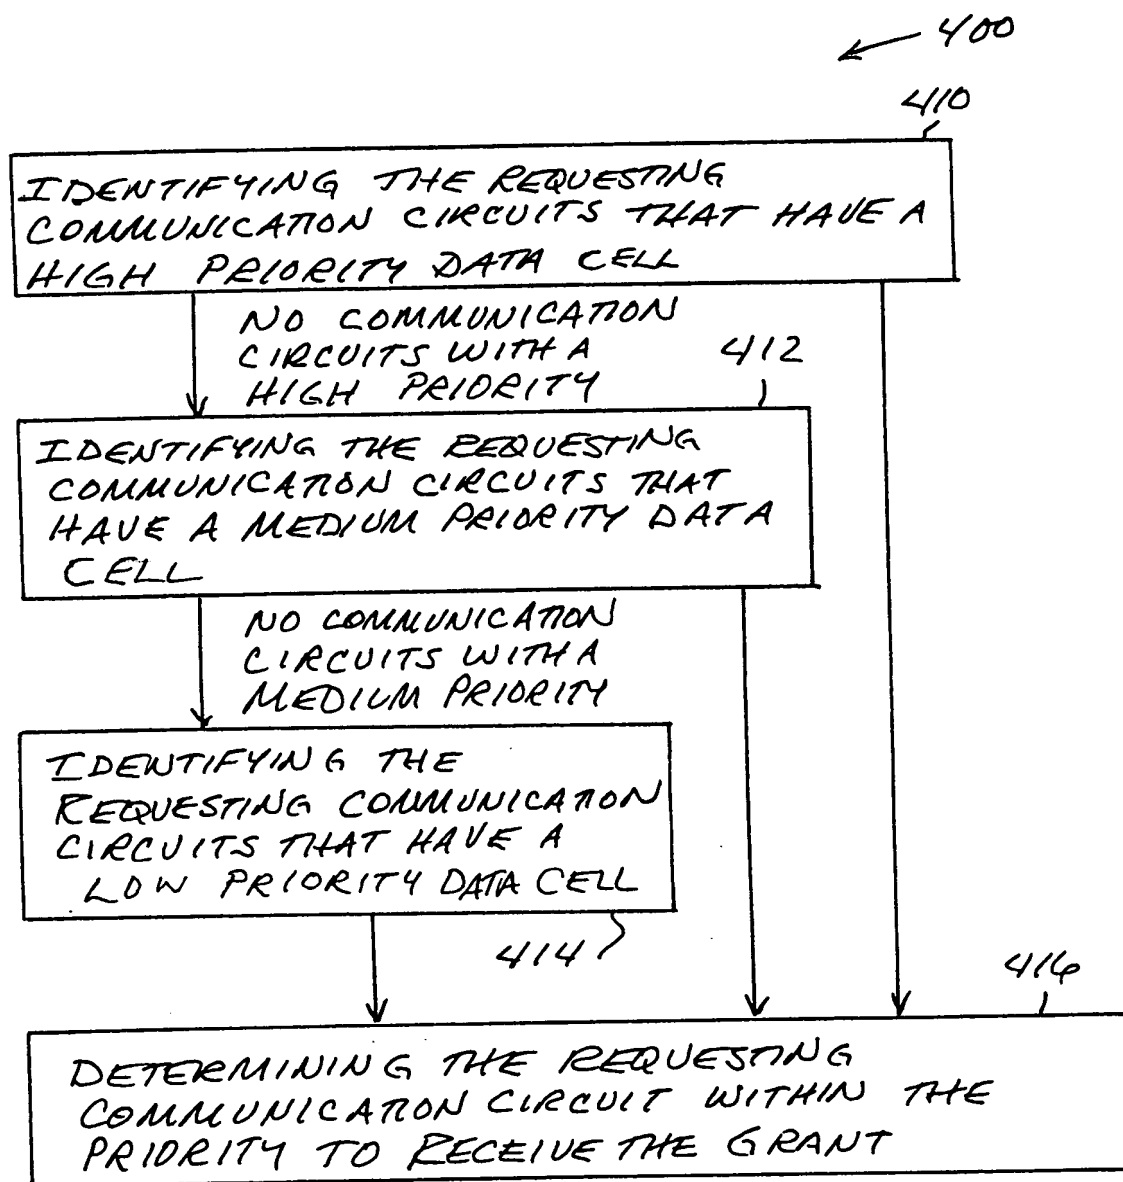 400
410
IDENTIFYING THE REQUESTING
COMMUNICATION CIRCUITS THAT HAVE A
HIGH PRIORITY DATA CELL
NO COMMUNICATION
CIRCUITS WITH A
HIGH PRIORITY
412
IDENTIFYING THE REQUESTING
COMMUNICATION CIRCUITS THAT
HAVE A MEDIUM PRIORITY DATA
CELL
NO COMMUNICATION
CIRCUITS WITH A
MEDIUM PRIORITY
IDENTIFYING THE
REQUESTING COMMUNICATION
CIRCUITS THAT HAVE A
LOW PRIORITY DATA CELL
414
416
DETERMINING THE REQUESTING
COMMUNICATION CIRCUIT WITHIN THE
PRIORITY TO RECEIVE THE GRANT